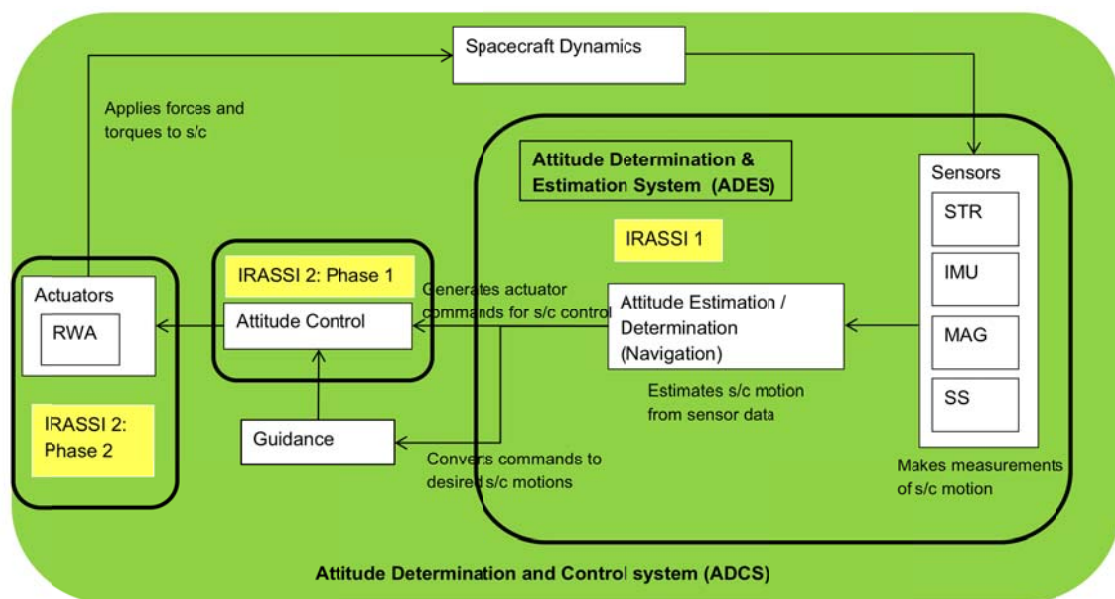 Spacecraft Dynamics
Applies forces and
torques to s/c
Attitude Determination &
Estimation System (ADES)
Sensors
STR
IMU
MAG
SS
IRASSI 1
IRASSI 2: Phase 1
Actuators
RWA
Attitude Control
Generates actuator
commands for s/c control
Attitude Estimation /
Determination
(Navigation)
Estimates s/c motion
from sensor data
IRASSI 2:
Phase 2
Guidance
Converts commands to
desired s/c motions
Makes measurements
of s/c motion
Attitude Determination and Control system (ADCS)